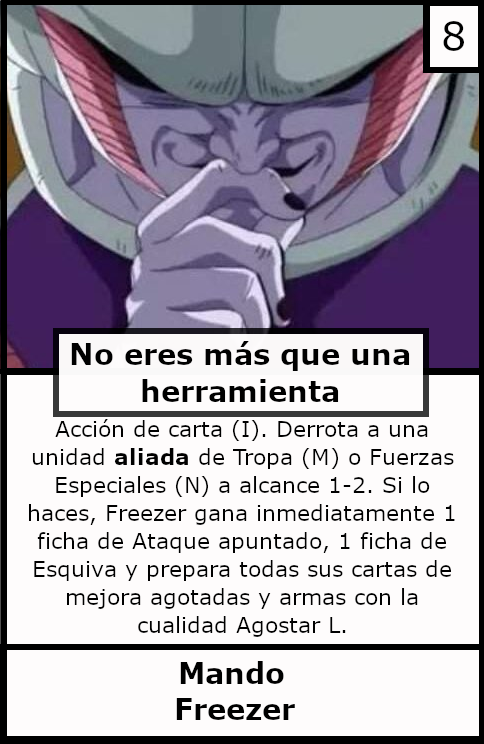 8
No eres más que una
herramienta
Acción de carta (I). Derrota a una
unidad aliada de Tropa (M) o Fuerzas
Especiales (N) a alcance 1-2. Si lo
haces, Freezer gana inmediatamente 1
ficha de Ataque apuntado, 1 ficha de
Esquiva y prepara todas sus cartas de
mejora agotadas y armas con la
cualidad Agostar L.
Mando
Freezer